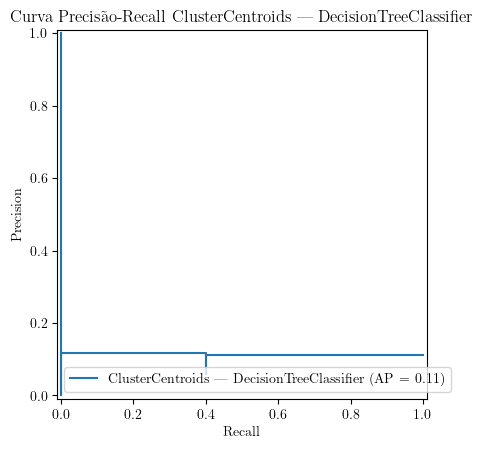 Curva Precisão-Recall ClusterCentroids — DecisionTreeClassifier
1.0
0.8
0.6
0.4
0.2
0.0
Precision
ClusterCentroids — DecisionTreeClassifier (AP = 0.11)
0.0 0.2 0.4 0.6 0.8 1.0
Recall